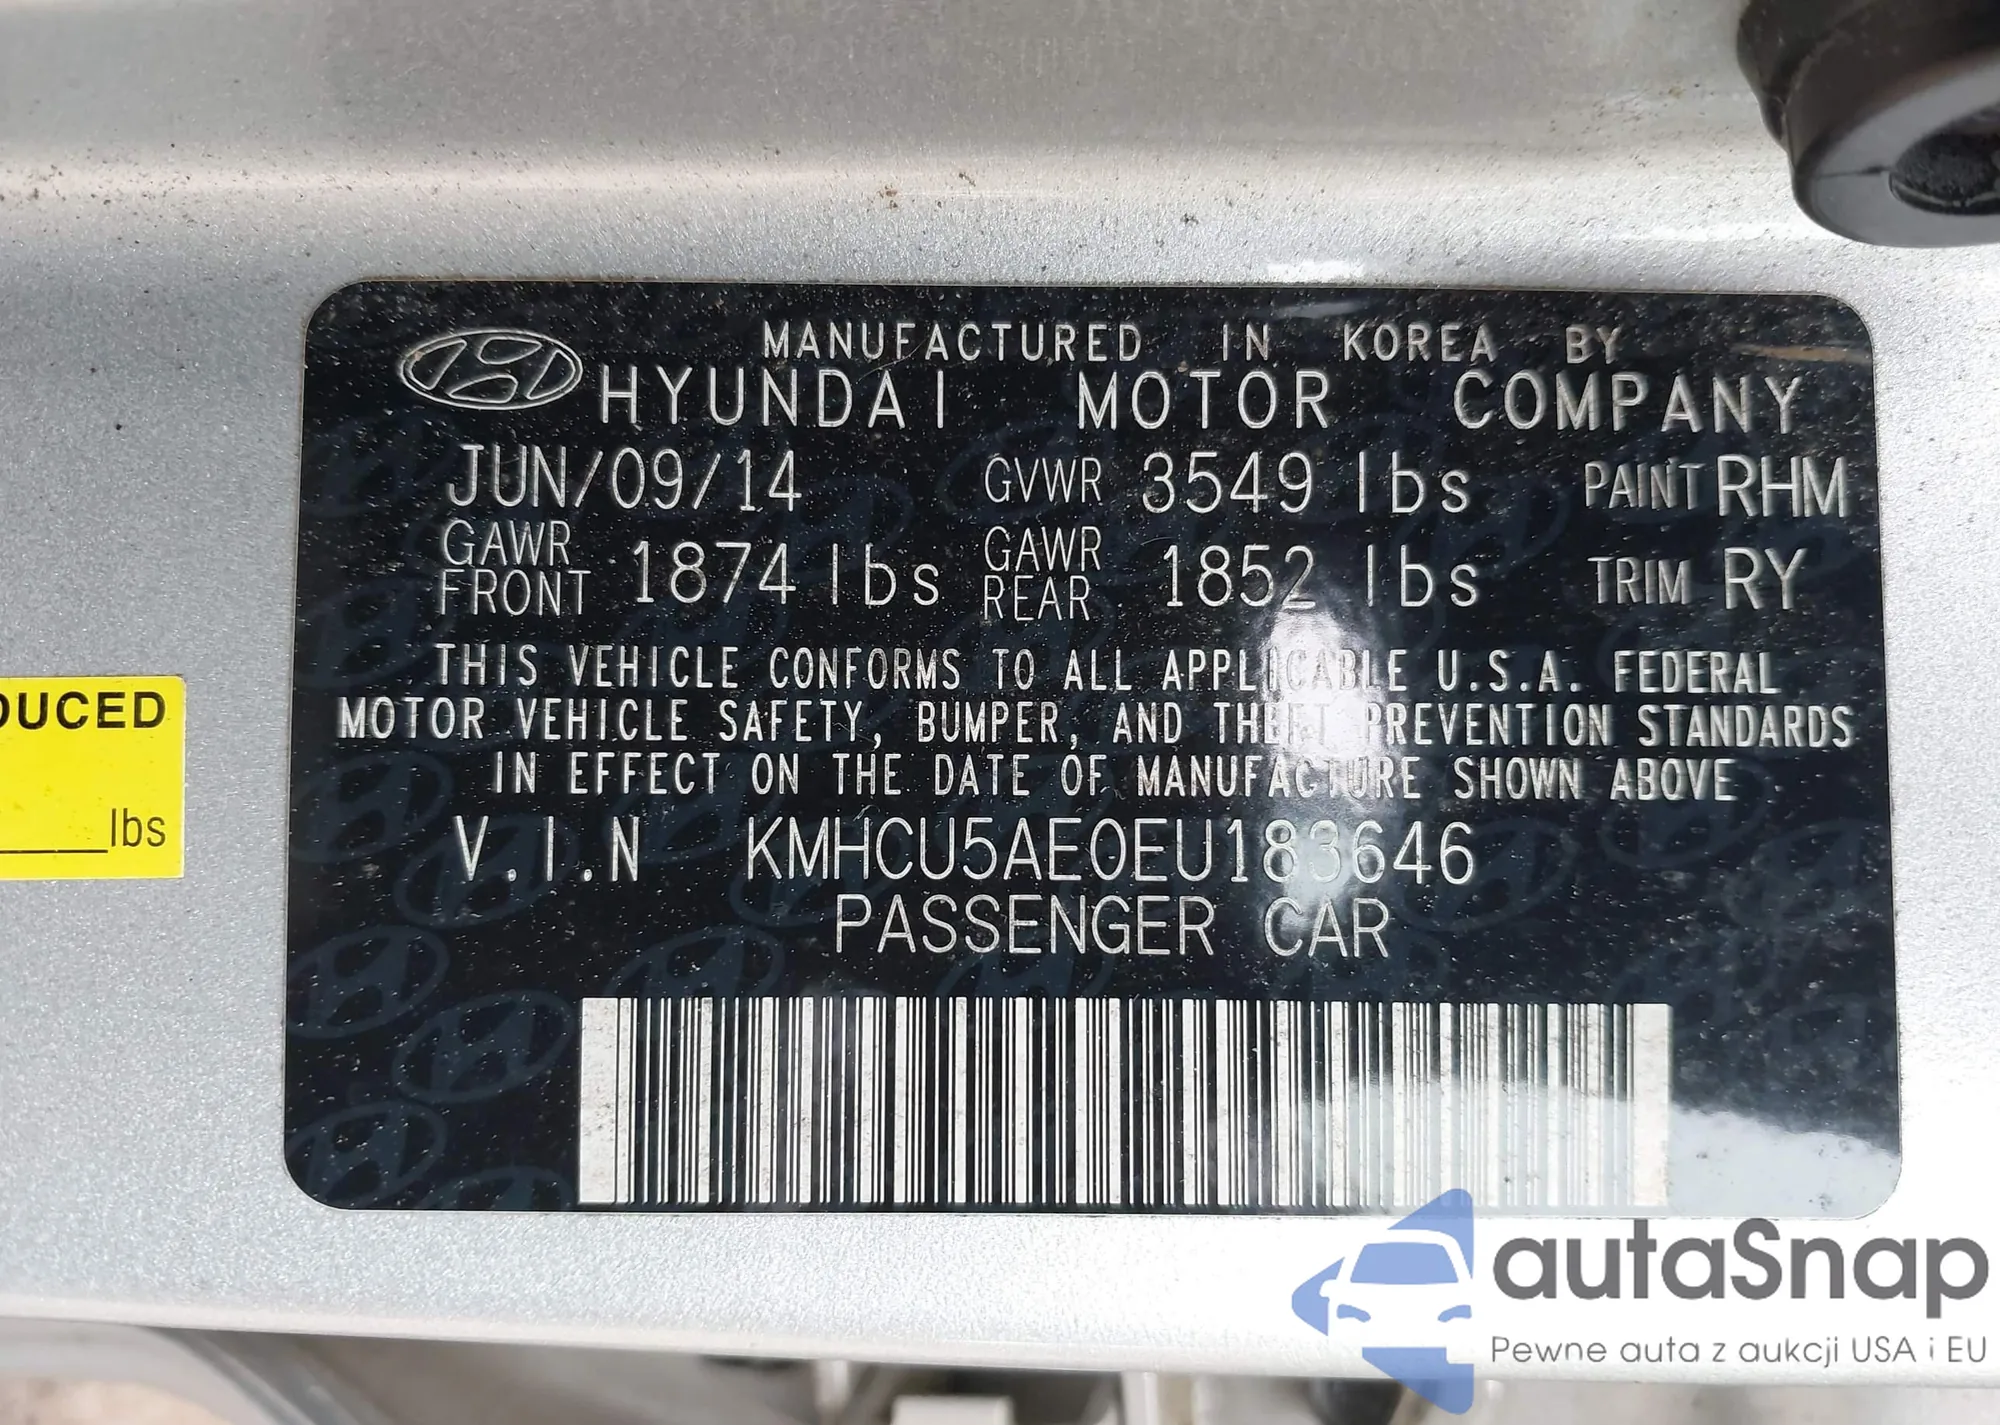 MANUFACTURED IN KOREA BY
HYUNDAI MOTOR COMPANY
JUN/09/14 GVWR 3549 lbs PAINT RHM
GAWR FRONT 1874 lbs GAWR REAR 1852 lbs TRIM RY
THIS VEHICLE CONFORMS TO ALL APPLICABLE U.S.A. FEDERAL
MOTOR VEHICLE SAFETY, BUMPER, AND THEFT PREVENTION STANDARDS
IN EFFECT ON THE DATE OF MANUFACTURE SHOWN ABOVE
V.I.N KMHCU5AE0EU183646
PASSENGER CAR
DUCED
lbs
autaSnap
Pewne auta z aukcji USA i EU